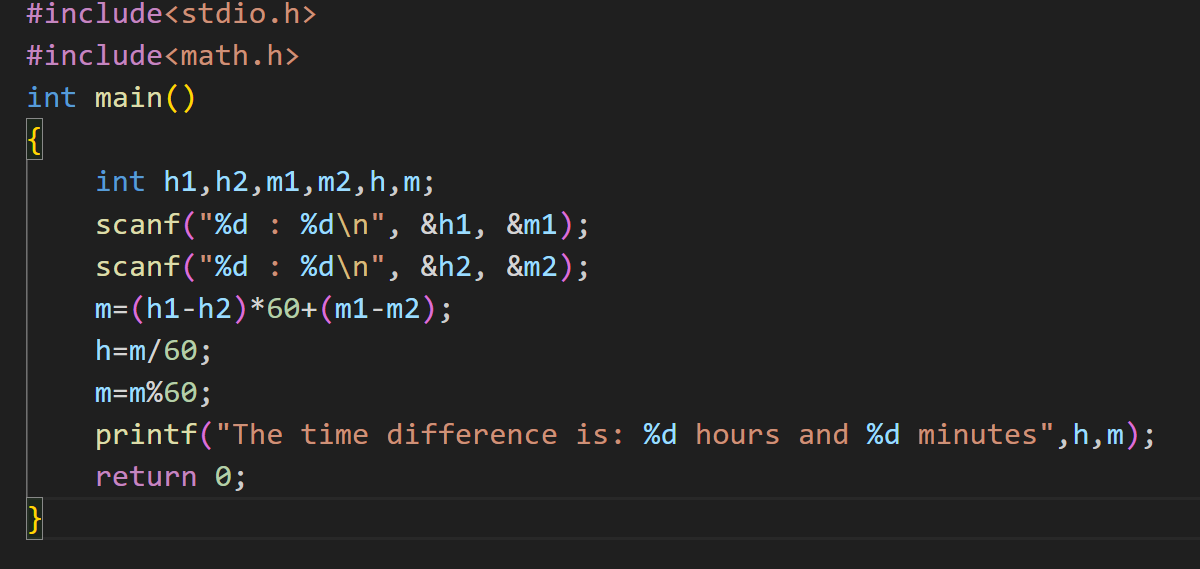 #include<stdio.h>
#include<math.h>
int main()
{
    int h1,h2,m1,m2,h,m;
    scanf("%d : %d\n", &h1, &m1);
    scanf("%d : %d\n", &h2, &m2);
    m=(h1-h2)*60+(m1-m2);
    h=m/60;
    m=m%60;
    printf("The time difference is: %d hours and %d minutes",h,m);
    return 0;
}